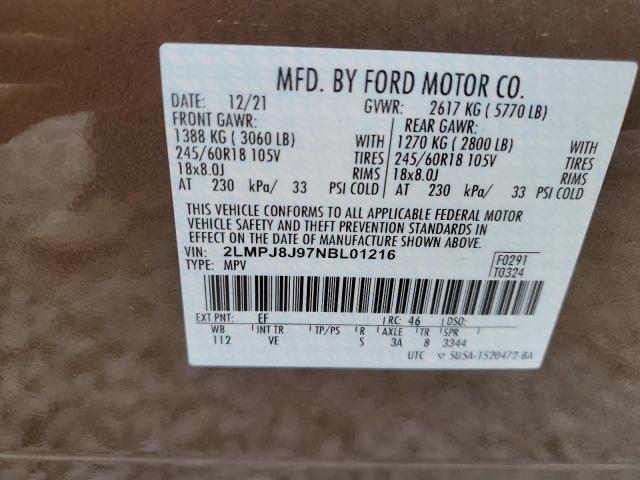 MFD. BY FORD MOTOR CO.
DATE: 12/21 GVWR: 2617 KG ( 5770 LB)
FRONT GAWR: REAR GAWR:
1388 KG ( 3060 LB) WITH 1270 KG ( 2800 LB) WITH
245/60R18 105V TIRES 245/60R18 105V TIRES
18x8.0J RIMS 18x8.0J RIMS
AT 230 kPa/ 33 PSI COLD AT 230 kPa/ 33 PSI COLD
THIS VEHICLE CONFORMS TO ALL APPLICABLE FEDERAL MOTOR
VEHICLE SAFETY AND THEFT PREVENTION STANDARDS IN
EFFECT ON THE DATE OF MANUFACTURE SHOWN ABOVE.
VIN: 2LMPJ8J97NBL01216 F0291
TYPE: MPV T0324
EXT PNT: EF RC: 46 DSO:
WB INT TR TP/PS R AXLE TR SPR
112 VE S 3A 8 3344
UTC ▽ 5USA-1520472-BA